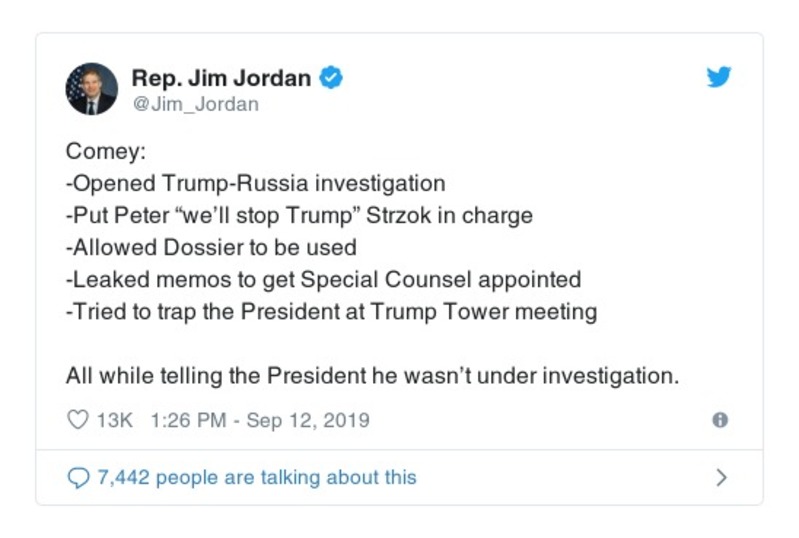 Rep. Jim Jordan
@Jim_Jordan
Comey:
-Opened Trump-Russia investigation
-Put Peter “we’ll stop Trump” Strzok in charge
-Allowed Dossier to be used
-Leaked memos to get Special Counsel appointed
-Tried to trap the President at Trump Tower meeting
All while telling the President he wasn’t under investigation.
13K 1:26 PM - Sep 12, 2019
7,442 people are talking about this